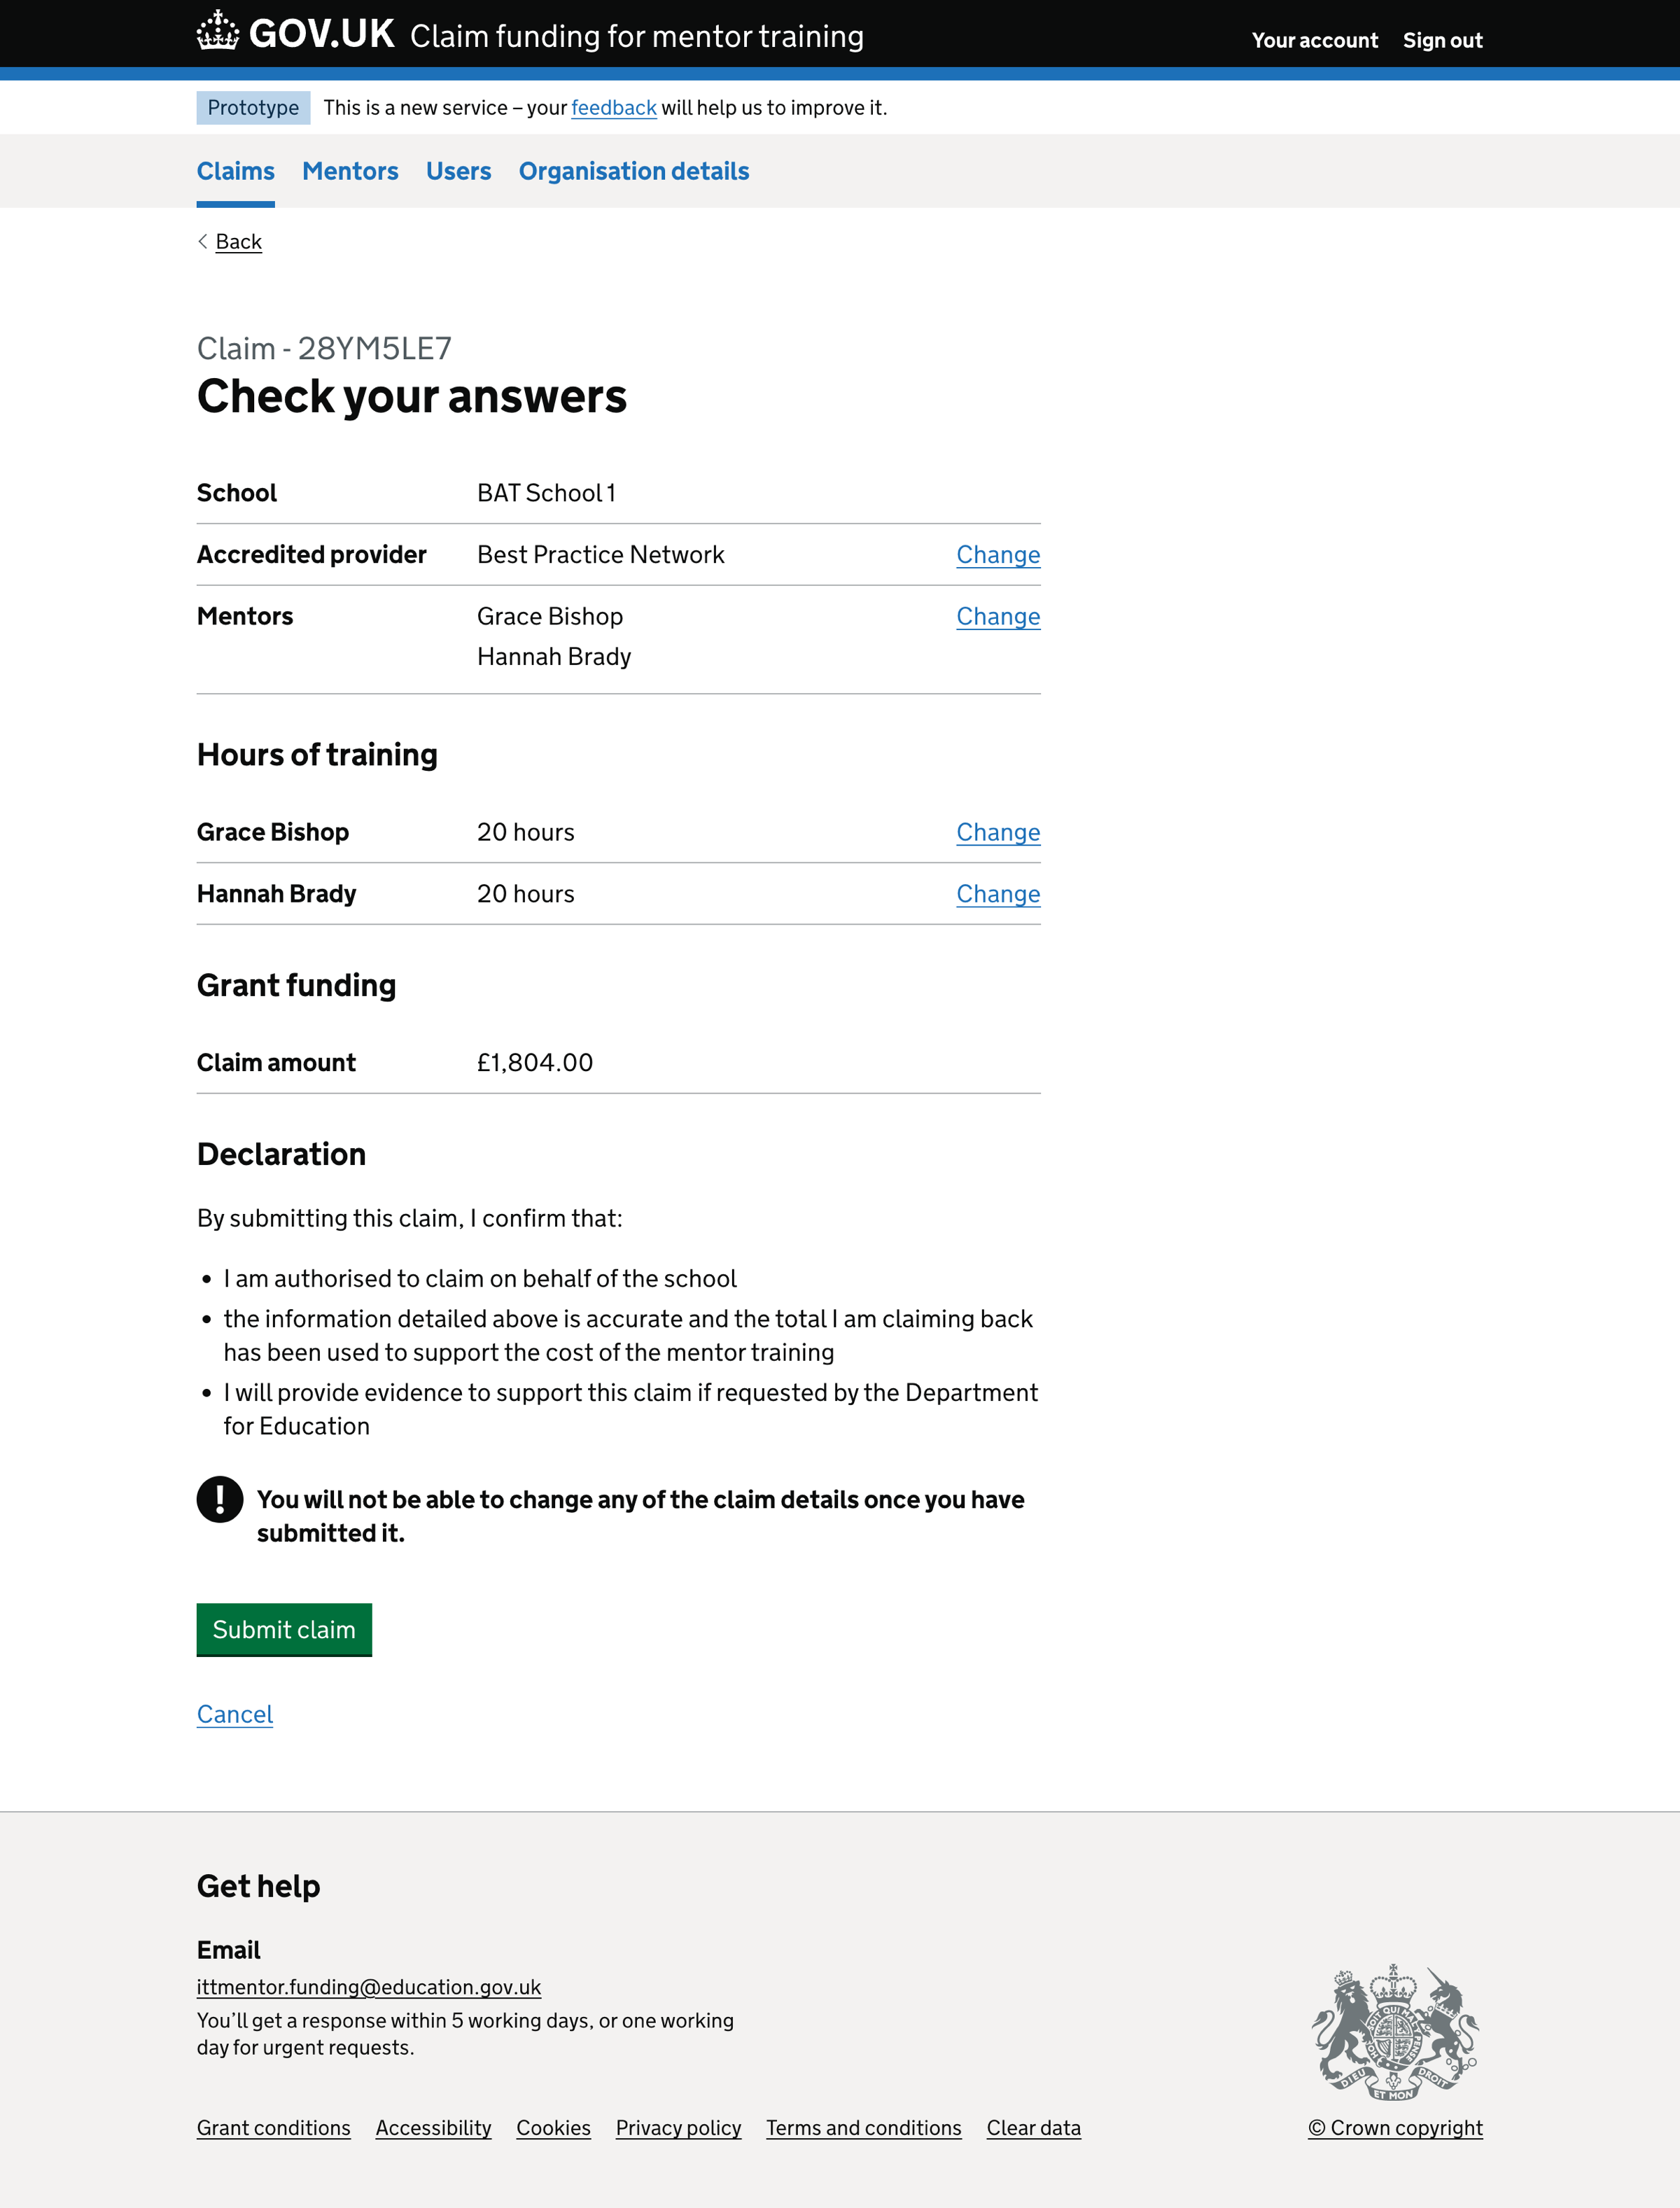 GOV.UK Claim funding for mentor training Your account Sign out
Prototype This is a new service – your feedback will help us to improve it.
Claims Mentors Users Organisation details
Back
Claim - 28YM5LE7
Check your answers
School BAT School 1
Accredited provider Best Practice Network Change
Mentors Grace Bishop Change
Hannah Brady
Hours of training
Grace Bishop 20 hours Change
Hannah Brady 20 hours Change
Grant funding
Claim amount £1,804.00
Declaration
By submitting this claim, I confirm that:
• I am authorised to claim on behalf of the school
• the information detailed above is accurate and the total I am claiming back
has been used to support the cost of the mentor training
• I will provide evidence to support this claim if requested by the Department
for Education
! You will not be able to change any of the claim details once you have
submitted it.
Submit claim
Cancel
Get help
Email
ittmentor.funding@education.gov.uk
You’ll get a response within 5 working days, or one working
day for urgent requests.
DIEU ET MON DROIT
Grant conditions Accessibility Cookies Privacy policy Terms and conditions Clear data © Crown copyright